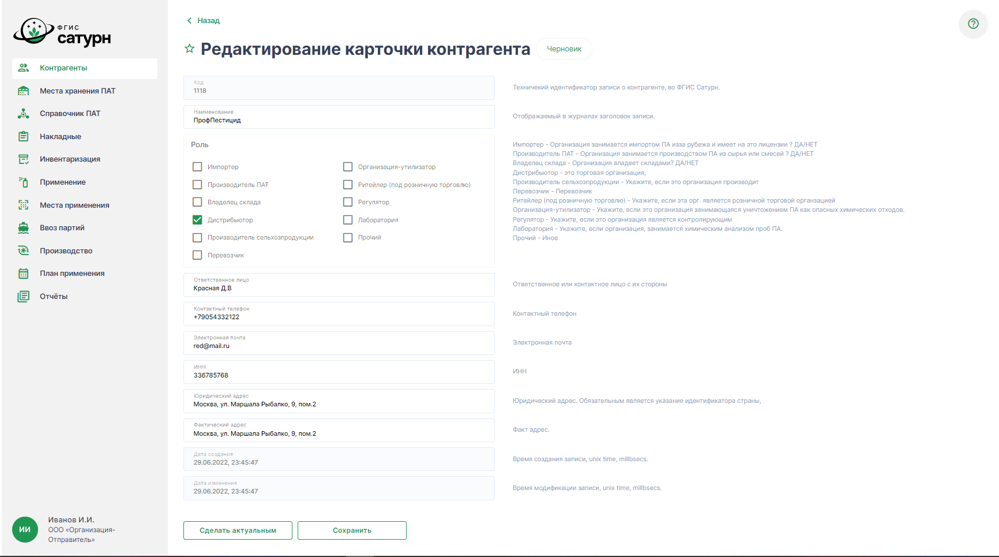 ФГИС
сатурн
Контрагенты
Места хранения ПАТ
Справочник ПАТ
Накладные
Инвентаризация
Применение
Места применения
Ввоз партий
Производство
План применения
Отчёты
ИИ
Иванов И.И.
ООО «Организация-
Отправитель»
Назад
Редактирование карточки контрагента
Черновик
Код
1118
Техничекий идентификатор записи о контрагенте, во ФГИС Сатурн.
Наименование
ПрофПестицид
Отображаемый в журналах заголовок записи.
Роль
Импортер
Производитель ПАТ
Владелец склада
Дистрибьютор
Производитель сельхозпродукции
Перевозчик
Организация-утилизатор
Ритейлер (под розничную торговлю)
Регулятор
Лаборатория
Прочий
Импортер - Организация занимается импортом ПА изза рубежа и имеет на это лицензии ? ДА/НЕТ
Производитель ПАТ - Организация занимается производством ПА из сырья или смесей ? ДА/НЕТ
Владелец склада - Организация владеет складами? ДА/НЕТ
Дистрибьютор - это торговая организация,
Производитель сельхозпродукции - Укажите, если это организация производит
Перевозчик - Перевозчик
Ритейлер (под розничную торговлю) - Укажите, если эта орг. является розничной торговой органзацией
Организация-утилизатор - Укажите, если это организация занимающаяся уничтожением ПА как опасных химических отходов.
Регулятор - Укажите, если это организация является контролирующим
Лаборатория - Укажите, если организация, занимается химическим анализом проб ПА.
Прочий - Иное
Ответственное лицо
Красная Д.В
Ответственное или контактное лицо с их стороны
Контактный телефон
+79054332122
Контактный телефон
Электронная почта
red@mail.ru
Электронная почта
ИНН
336785768
ИНН
Юридический адрес
Москва, ул. Маршала Рыбалко, 9, пом.2
Юридический адрес. Обязательным является указание идентификатора страны,
Фактический адрес
Москва, ул. Маршала Рыбалко, 9, пом.2
Факт адрес.
Дата создания
29.06.2022, 23:45:47
Время создания записи, unix time, millbsecs.
Дата изменения
29.06.2022, 23:45:47
Время модификации записи, unix time, millbsecs.
Сделать актуальным
Сохранить